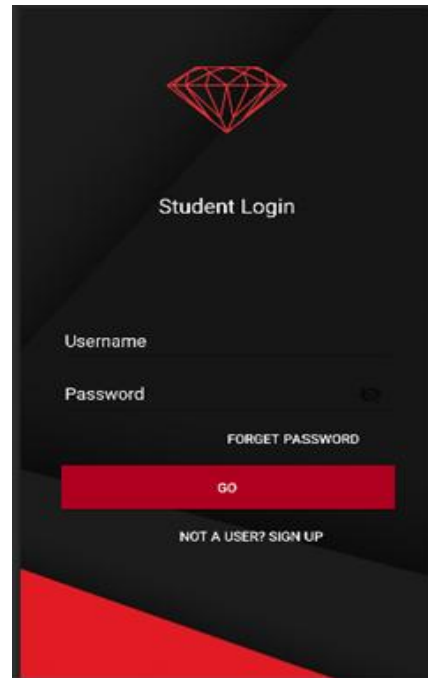 Student Login
Username
Password
FORGET PASSWORD
GO
NOT A USER? SIGN UP